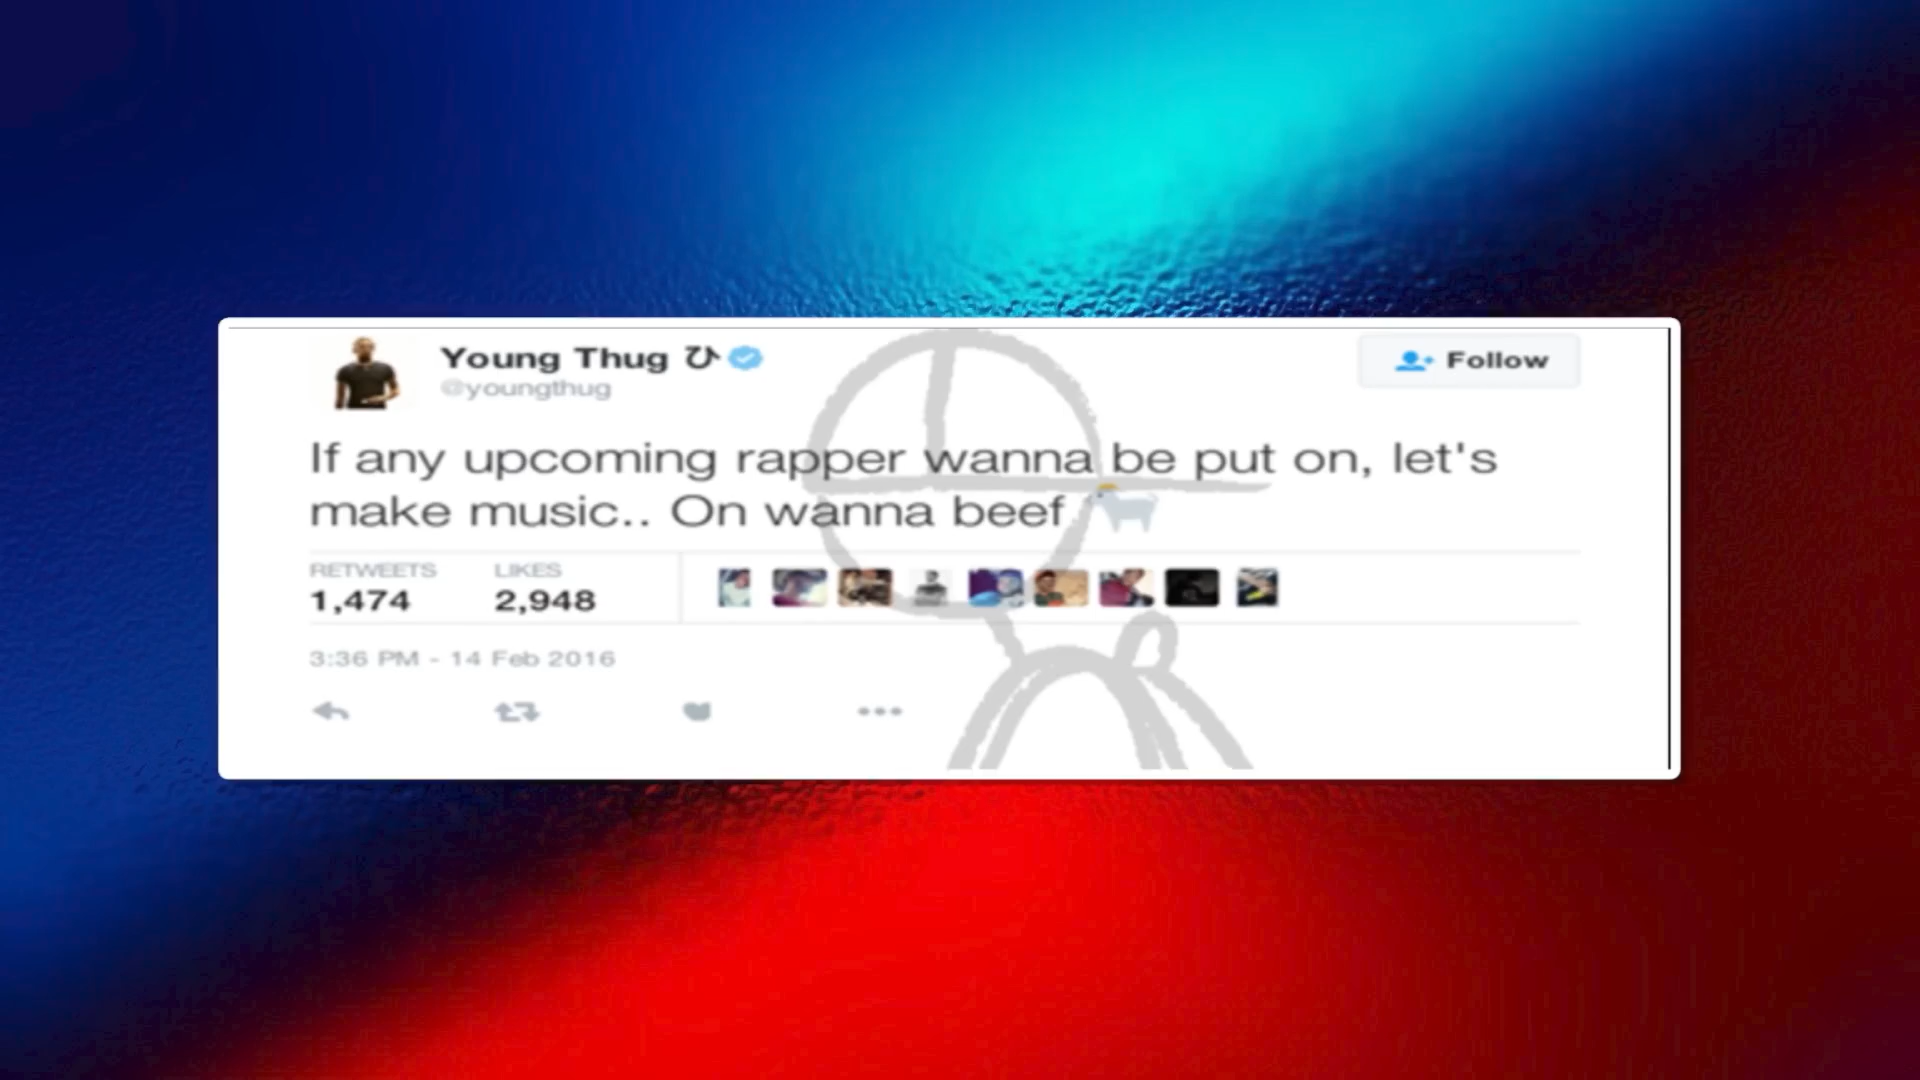 Young Thug ひ
@youngthug
Follow
If any upcoming rapper wanna be put on, let's
make music.. On wanna beef 🐐
RETWEETS LIKES
1,474 2,948
3:36 PM - 14 Feb 2016